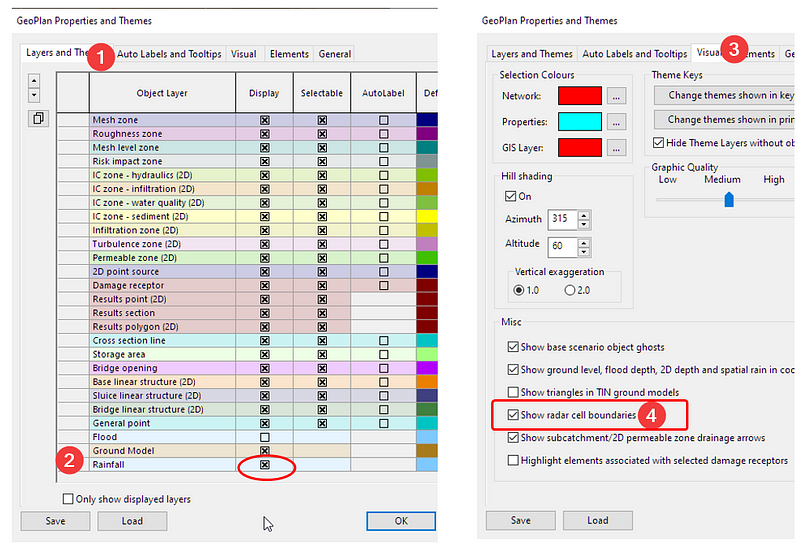 GeoPlan Properties and Themes
Layers and The 1 Auto Labels and Tooltips Visual Elements General
Object Layer Display Selectable AutoLabel Def
Mesh zone
Roughness zone
Mesh level zone
Risk impact zone
IC zone - hydraulics (2D)
IC zone - infiltration (2D)
IC zone - water quality (2D)
IC zone - sediment (2D)
Infiltration zone (2D)
Turbulence zone (2D)
Permeable zone (2D)
2D point source
Damage receptor
Results point (2D)
Results section
Results polygon (2D)
Cross section line
Storage area
Bridge opening
Base linear structure (2D)
Sluice linear structure (2D)
Bridge linear structure (2D)
General point
Flood
Ground Model
2 Rainfall
Only show displayed layers
Save Load OK
GeoPlan Properties and Themes
Layers and Themes Auto Labels and Tooltips Visua 3 ements Ge
Selection Colours
Network: ...
Properties: ...
GIS Layer: ...
Theme Keys
Change themes shown in key
Change themes shown in prin
Hide Theme Layers without ob
Graphic Quality
Low Medium High
Hill shading
On
Azimuth 315
Altitude 60
Vertical exaggeration
1.0 2.0
Misc
Show base scenario object ghosts
Show ground level, flood depth, 2D depth and spatial rain in coo
Show triangles in TIN ground models
Show radar cell boundaries 4
Show subcatchment/2D permeable zone drainage arrows
Highlight elements associated with selected damage receptors
Save Load